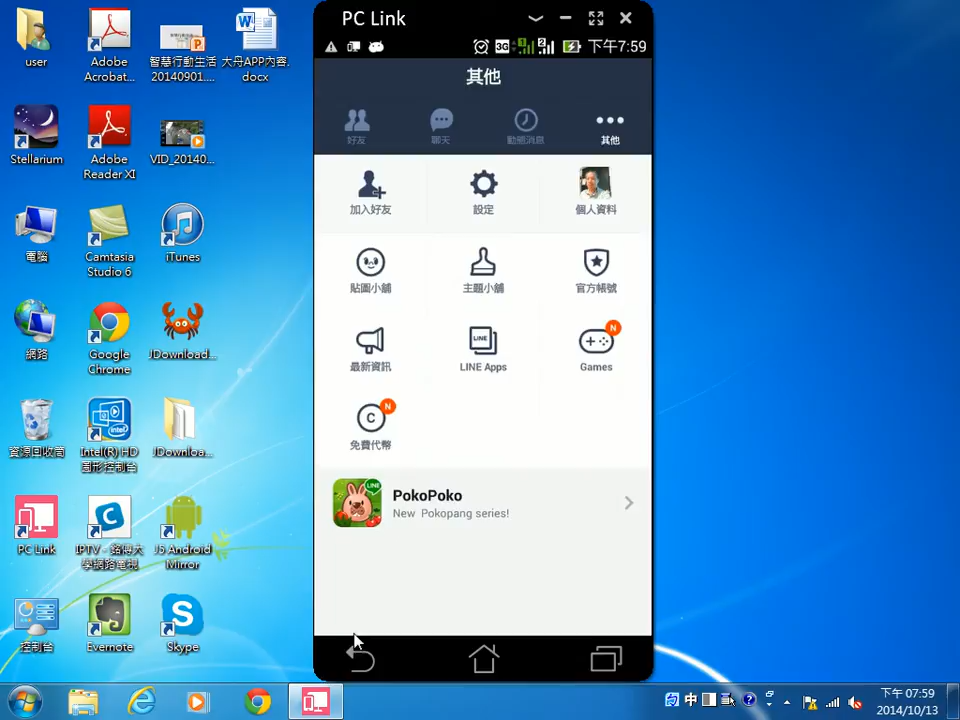 user
Adobe
Acrobat...
智慧行動生活
20140901....
大舟APP內容.
docx
Stellarium
Adobe
Reader XI
VID_20140...
電腦
Camtasia
Studio 6
iTunes
網路
Google
Chrome
JDownload...
資源回收筒
Intel(R) HD
圖形控制台
JDownloa...
PC Link
IPTV - 銘傳大
學網路電視
J5 Android
Mirror
控制台
Evernote
Skype
PC Link
3G
下午7:59
其他
好友
聊天
動態消息
其他
加入好友
設定
個人資料
貼圖小舖
主題小舖
官方帳號
最新資訊
LINE
LINE Apps
N
Games
N
免費代幣
LINE
PokoPoko
New Pokopang series!
中
下午 07:59
2014/10/13